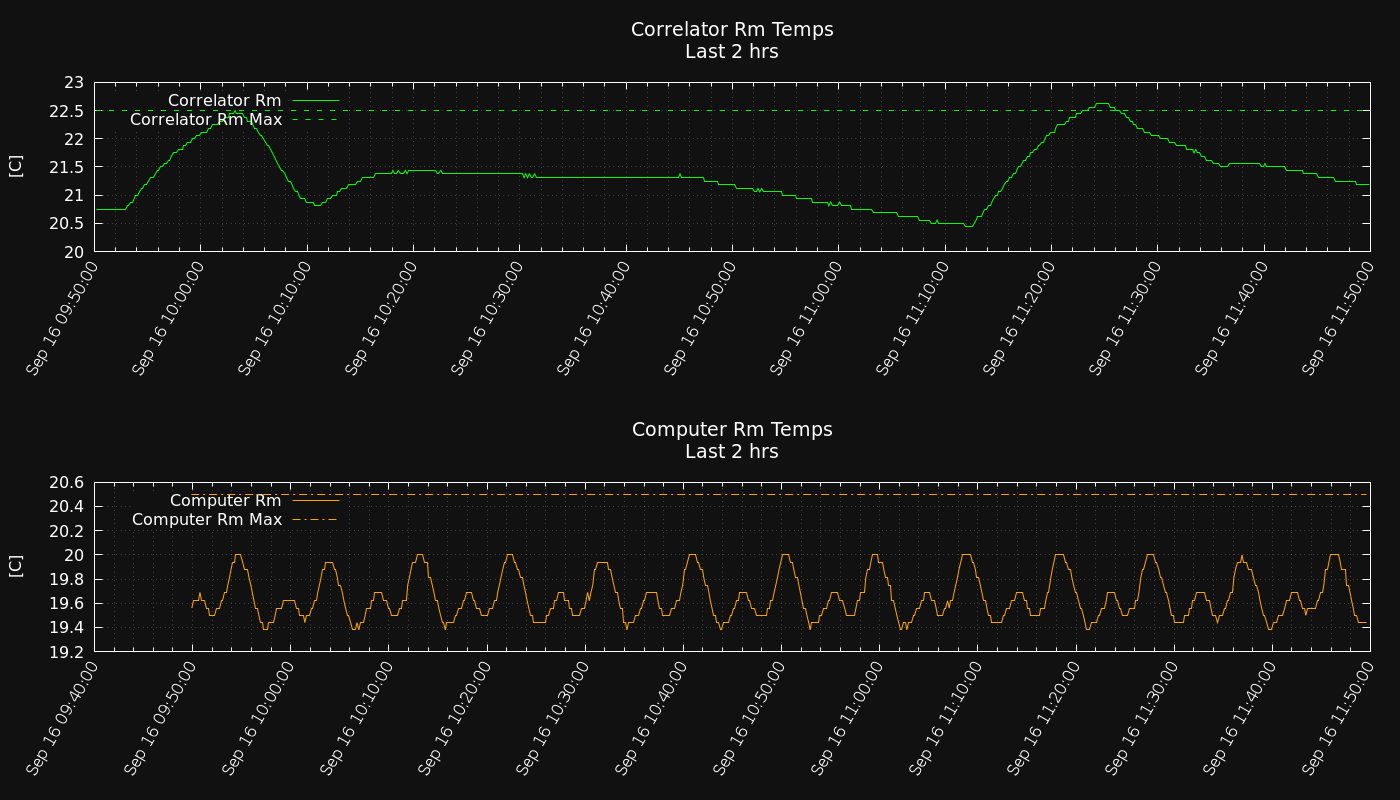 Correlator Rm Temps
Last 2 hrs
23
22.5
22
21.5
21
20.5
20
[C]
Correlator Rm
Correlator Rm Max
Sep 16 09:50:00
Sep 16 10:00:00
Sep 16 10:10:00
Sep 16 10:20:00
Sep 16 10:30:00
Sep 16 10:40:00
Sep 16 10:50:00
Sep 16 11:00:00
Sep 16 11:10:00
Sep 16 11:20:00
Sep 16 11:30:00
Sep 16 11:40:00
Sep 16 11:50:00
Computer Rm Temps
Last 2 hrs
20.6
20.4
20.2
20
19.8
19.6
19.4
19.2
[C]
Computer Rm
Computer Rm Max
Sep 16 09:40:00
Sep 16 09:50:00
Sep 16 10:00:00
Sep 16 10:10:00
Sep 16 10:20:00
Sep 16 10:30:00
Sep 16 10:40:00
Sep 16 10:50:00
Sep 16 11:00:00
Sep 16 11:10:00
Sep 16 11:20:00
Sep 16 11:30:00
Sep 16 11:40:00
Sep 16 11:50:00